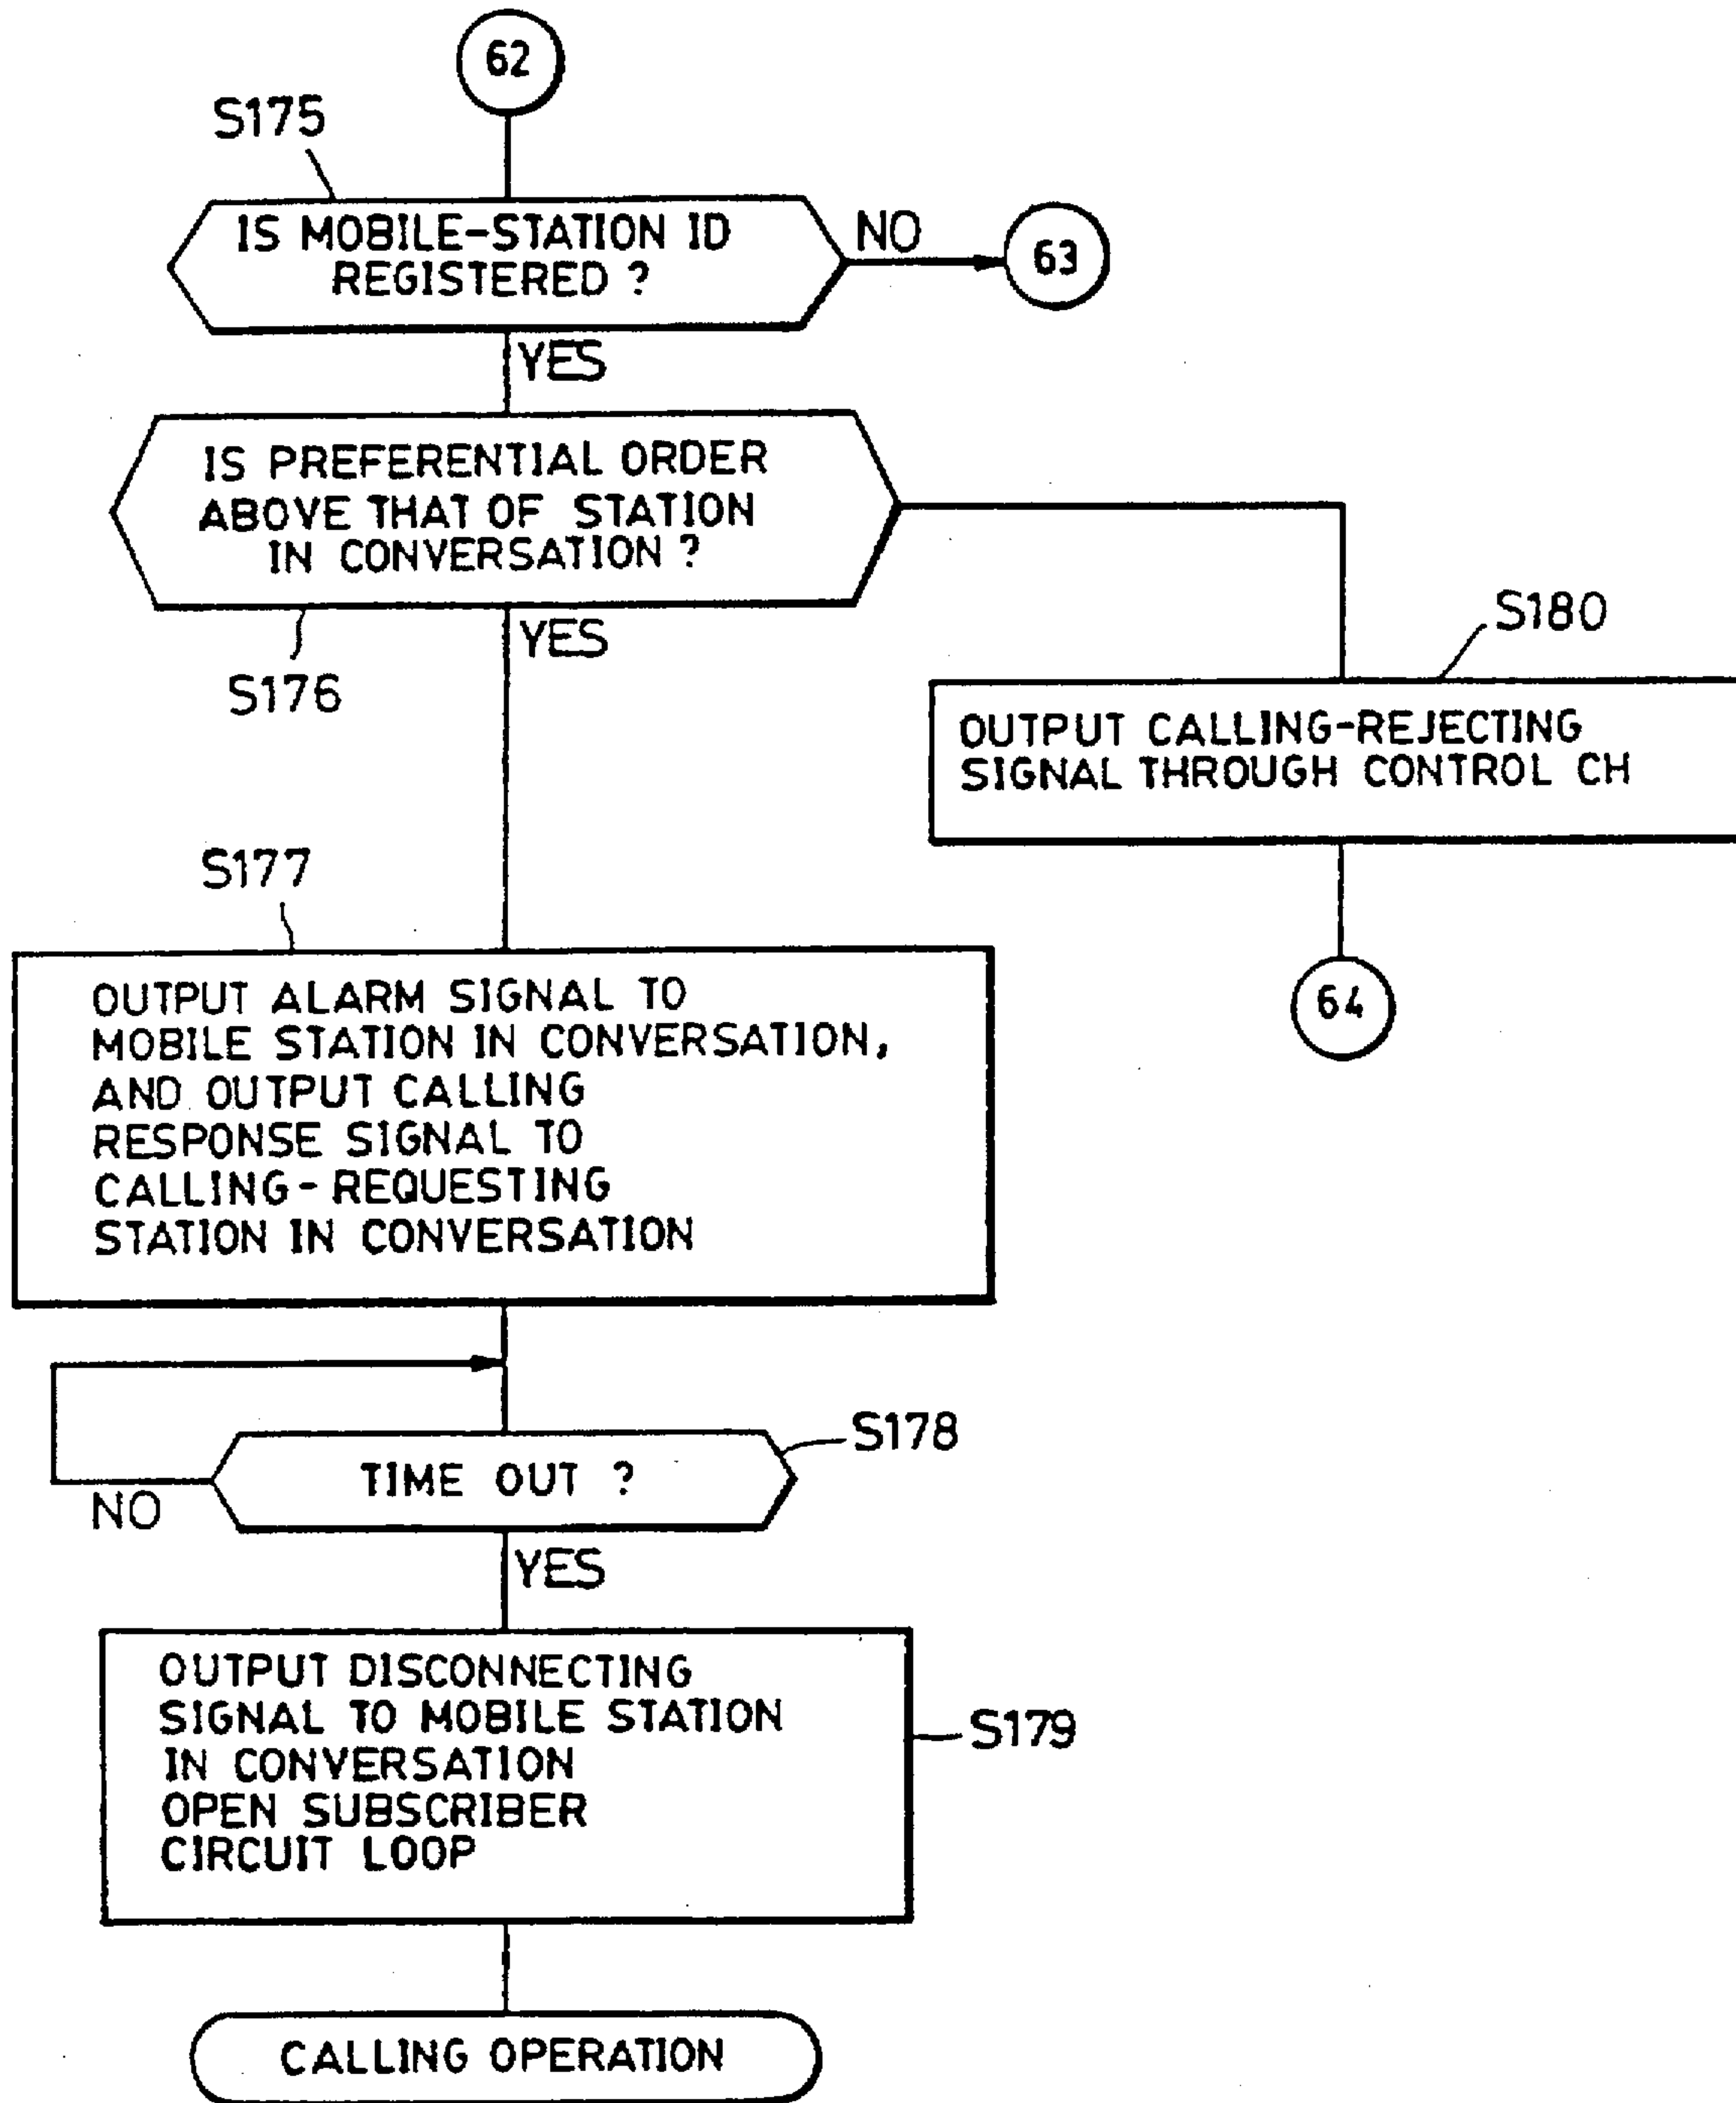 62
S175
IS MOBILE-STATION ID
REGISTERED ?
NO
63
YES
IS PREFERENTIAL ORDER
ABOVE THAT OF STATION
IN CONVERSATION ?
S176
YES
S180
OUTPUT CALLING-REJECTING
SIGNAL THROUGH CONTROL CH
64
S177
OUTPUT ALARM SIGNAL TO
MOBILE STATION IN CONVERSATION,
AND OUTPUT CALLING
RESPONSE SIGNAL TO
CALLING-REQUESTING
STATION IN CONVERSATION
TIME OUT ?
S178
NO
YES
OUTPUT DISCONNECTING
SIGNAL TO MOBILE STATION
IN CONVERSATION
OPEN SUBSCRIBER
CIRCUIT LOOP
S179
CALLING OPERATION